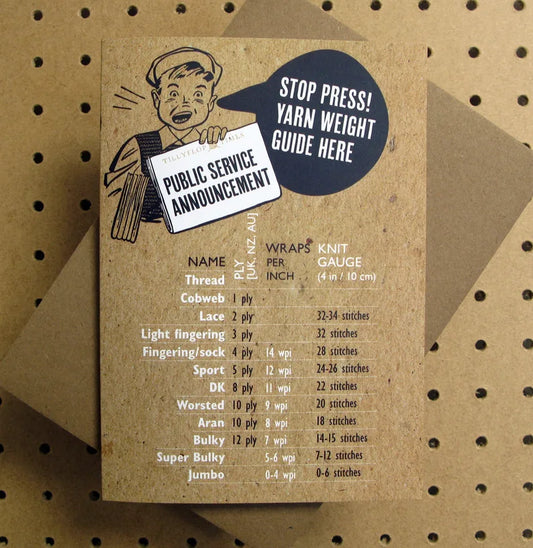 STOP PRESS!
YARN WEIGHT
GUIDE HERE
PUBLIC SERVICE
ANNOUNCEMENT
NAME PLY [UK, NZ, AU] WRAPS PER INCH KNIT GAUGE (4 in / 10 cm)
Thread
Cobweb 1 ply
Lace 2 ply 32-34 stitches
Light fingering 3 ply 32 stitches
Fingering/sock 4 ply 14 wpi 28 stitches
Sport 5 ply 12 wpi 24-26 stitches
DK 8 ply 11 wpi 22 stitches
Worsted 10 ply 9 wpi 20 stitches
Aran 10 ply 8 wpi 18 stitches
Bulky 12 ply 7 wpi 14-15 stitches
Super Bulky 5-6 wpi 7-12 stitches
Jumbo 0-4 wpi 0-6 stitches